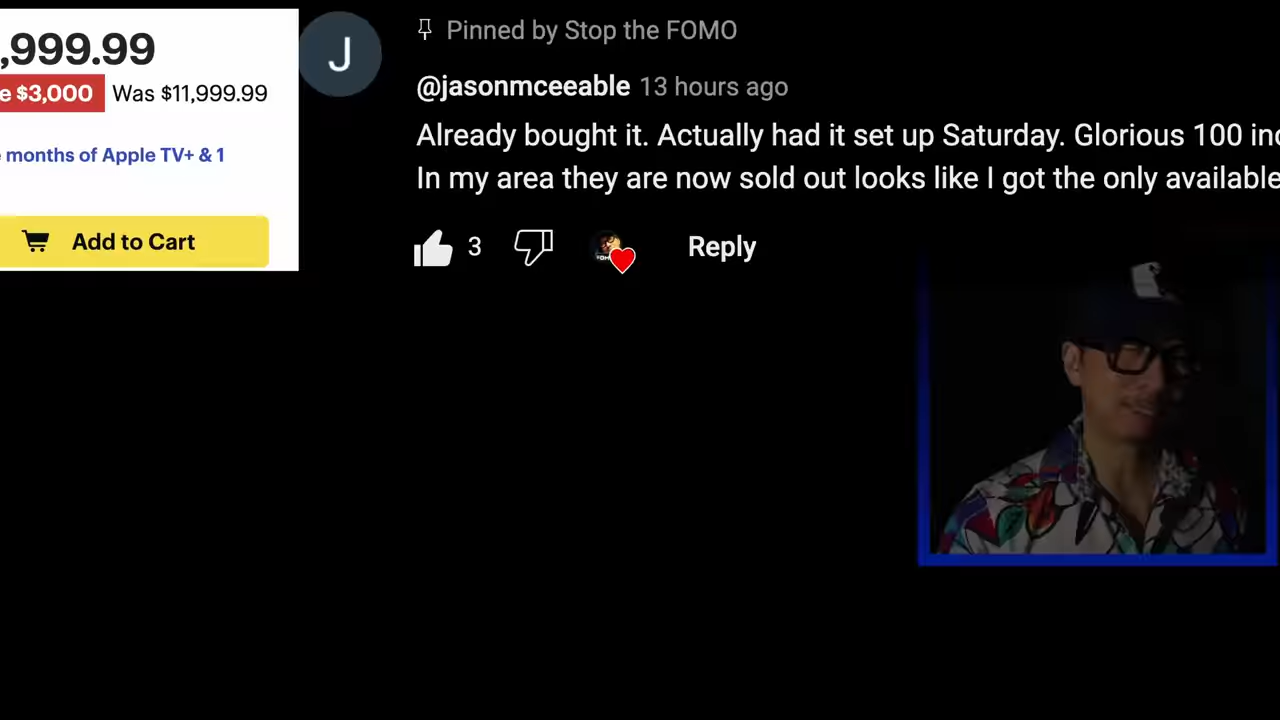 ,999.99
e $3,000 Was $11,999.99
months of Apple TV+ & 1
Add to Cart
J
Pinned by Stop the FOMO
@jasonmceeable 13 hours ago
Already bought it. Actually had it set up Saturday. Glorious 100 inc
In my area they are now sold out looks like I got the only available
3
Reply